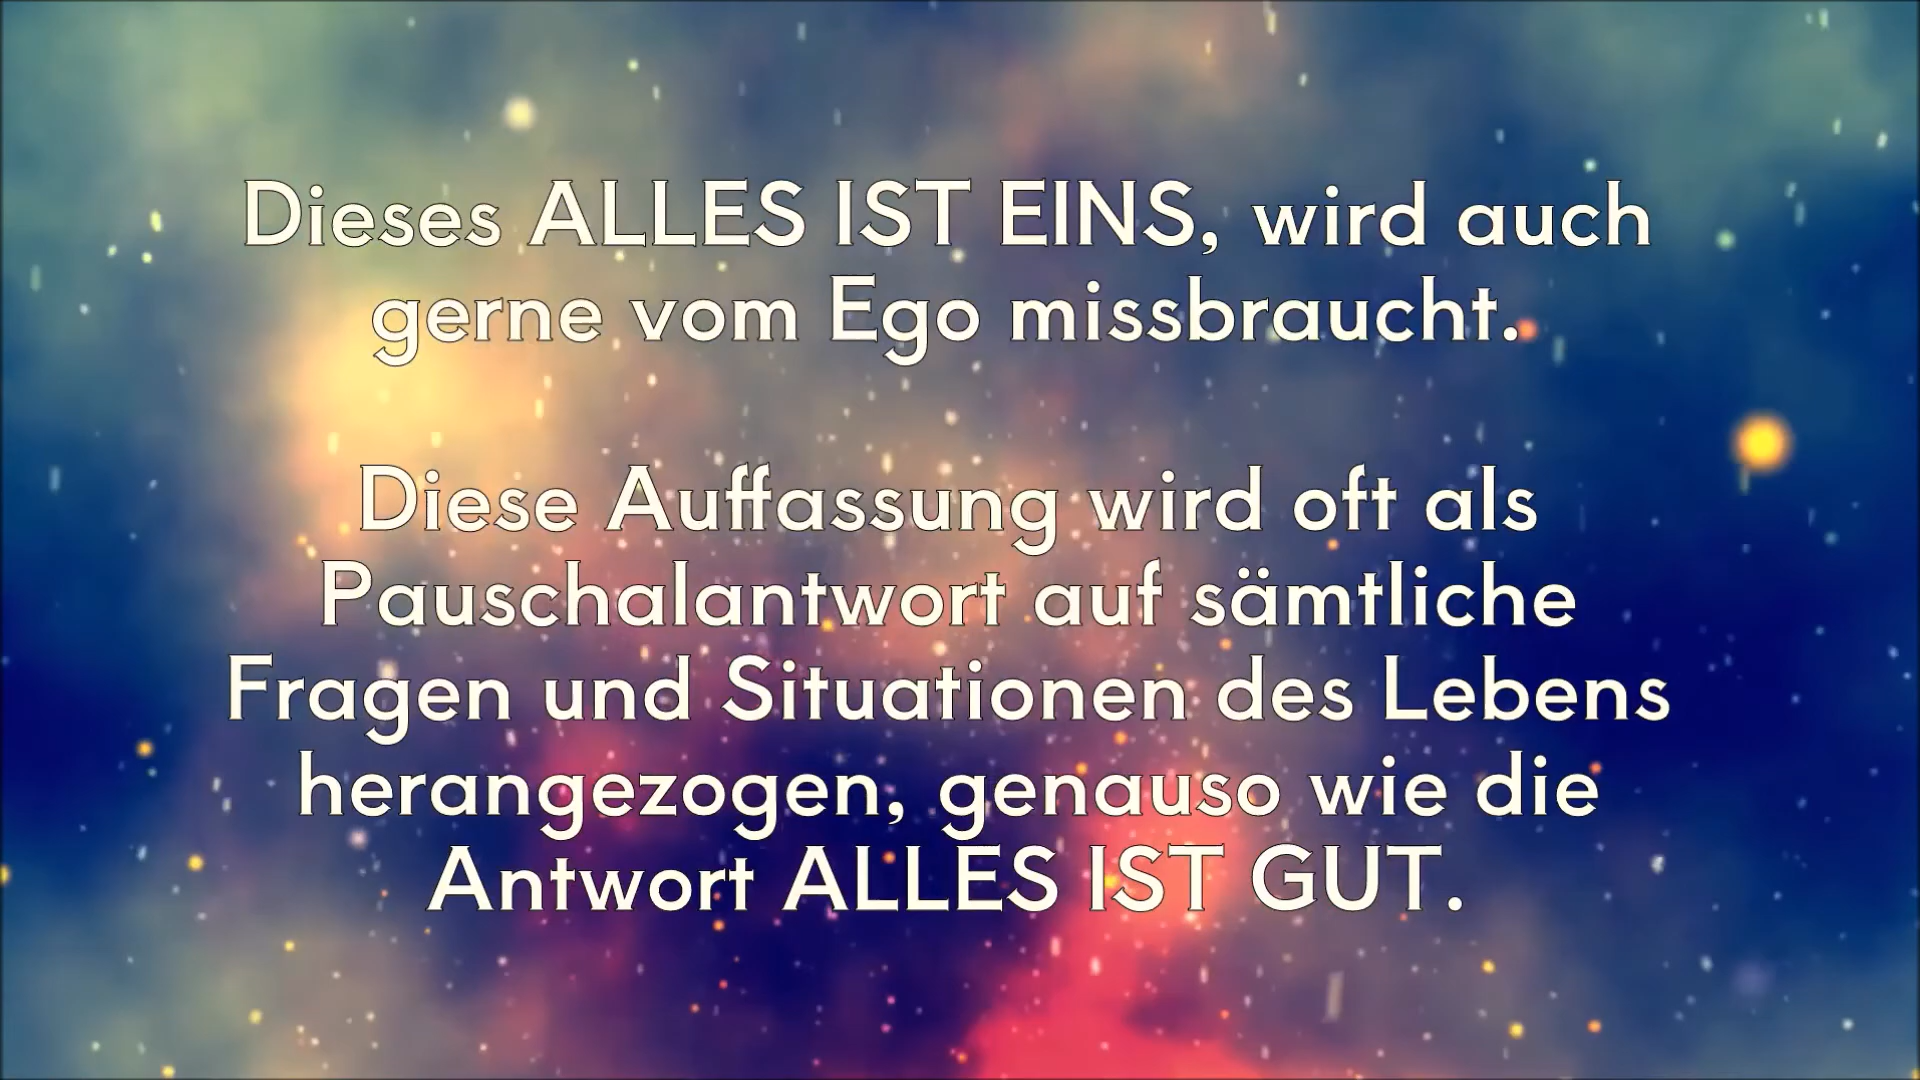 Dieses ALLES IST EINS, wird auch
gerne vom Ego missbraucht.
Diese Auffassung wird oft als
Pauschalantwort auf sämtliche
Fragen und Situationen des Lebens
herangezogen, genauso wie die
Antwort ALLES IST GUT.